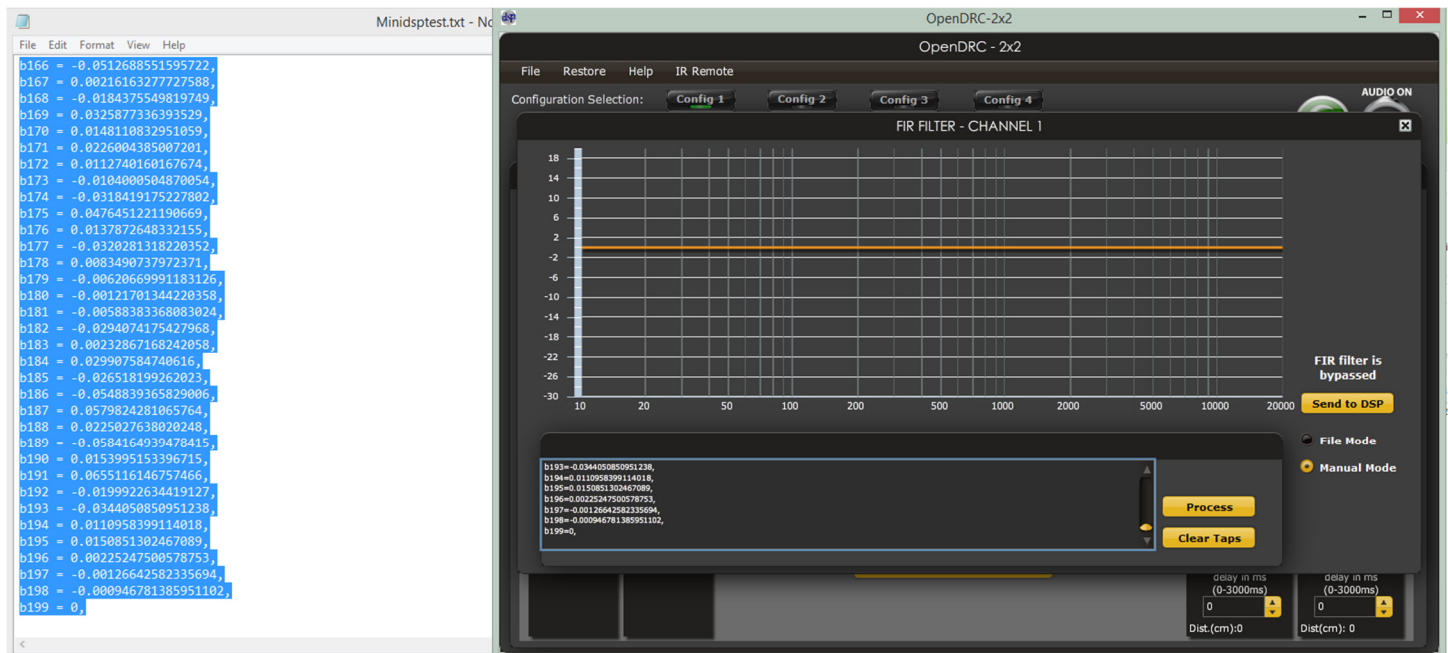 Minidsptest.txt - No
File Edit Format View Help
b166 = -0.0512688551595722,
b167 = 0.00216163277727588,
b168 = -0.0184375549819749,
b169 = 0.0325877336393529,
b170 = 0.0148110832951059,
b171 = 0.0226004385007201,
b172 = 0.0112740160167674,
b173 = -0.0104000504870054,
b174 = -0.0318419175227802,
b175 = 0.0476451221190669,
b176 = 0.0137872648332155,
b177 = -0.0320281318220352,
b178 = 0.0083490737972371,
b179 = -0.00620669991183126,
b180 = -0.00121701344220358,
b181 = -0.00588383368083024,
b182 = -0.0294074175427968,
b183 = 0.00232867168242058,
b184 = 0.029907584740616,
b185 = -0.026518199262023,
b186 = -0.0548839365829006,
b187 = 0.0579824281065764,
b188 = 0.0225027638020248,
b189 = -0.0584164939478415,
b190 = 0.0153995153396715,
b191 = 0.0655116146757466,
b192 = -0.0199922634419127,
b193 = -0.0344050850951238,
b194 = 0.0110958399114018,
b195 = 0.0150851302467089,
b196 = 0.00225247500578753,
b197 = -0.00126642582335694,
b198 = -0.000946781385951102,
b199 = 0,
dsp
OpenDRC-2x2
OpenDRC - 2x2
File Restore Help IR Remote
Configuration Selection: Config 1 Config 2 Config 3 Config 4
AUDIO ON
FIR FILTER - CHANNEL 1
18
14
10
6
2
-2
-6
-10
-14
-18
-22
-26
-30
10 20 50 100 200 500 1000 2000 5000 10000 20000
FIR filter is
bypassed
Send to DSP
File Mode
Manual Mode
b193=-0.0344050850951238,
b194=0.0110958399114018,
b195=0.0150851302467089,
b196=0.00225247500578753,
b197=-0.00126642582335694,
b198=-0.000946781385951102,
b199=0,
Process
Clear Taps
delay in ms delay in ms
(0-3000ms) (0-3000ms)
0 0
Dist.(cm):0 Dist(cm): 0